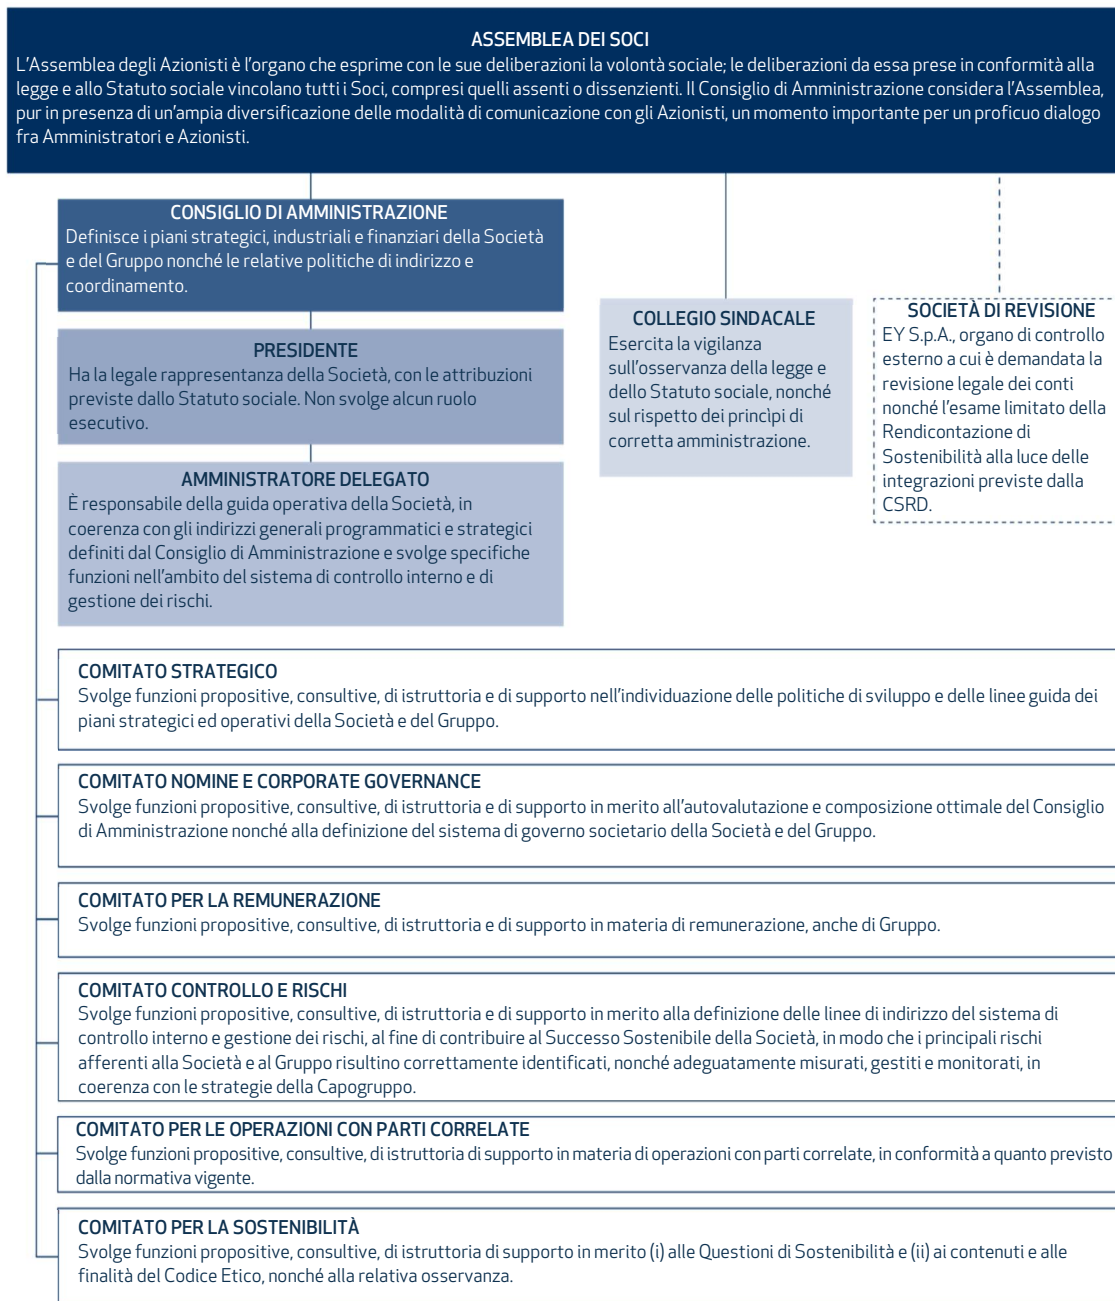 ASSEMBLEA DEI SOCI
L'Assemblea degli Azionisti è l'organo che esprime con le sue deliberazioni la volontà sociale; le deliberazioni da essa prese in conformità alla
legge e allo Statuto sociale vincolano tutti i Soci, compresi quelli assenti o dissenzienti. Il Consiglio di Amministrazione considera l'Assemblea,
pur in presenza di un'ampia diversificazione delle modalità di comunicazione con gli Azionisti, un momento importante per un proficuo dialogo
fra Amministratori e Azionisti.
CONSIGLIO DI AMMINISTRAZIONE
Definisce i piani strategici, industriali e finanziari della Società
e del Gruppo nonché le relative politiche di indirizzo e
coordinamento.
PRESIDENTE
Ha la legale rappresentanza della Società, con le attribuzioni
previste dallo Statuto sociale. Non svolge alcun ruolo
esecutivo.
AMMINISTRATORE DELEGATO
È responsabile della guida operativa della Società, in
coerenza con gli indirizzi generali programmatici e strategici
definiti dal Consiglio di Amministrazione e svolge specifiche
funzioni nell'ambito del sistema di controllo interno e di
gestione dei rischi.
COLLEGIO SINDACALE
Esercita la vigilanza
sull'osservanza della legge e
dello Statuto sociale, nonché
sul rispetto dei princìpi di
corretta amministrazione.
SOCIETÀ DI REVISIONE
EY S.p.A., organo di controllo
esterno a cui è demandata la
revisione legale dei conti
nonché l'esame limitato della
Rendicontazione di
Sostenibilità alla luce delle
integrazioni previste dalla
CSRD.
COMITATO STRATEGICO
Svolge funzioni propositive, consultive, di istruttoria e di supporto nell'individuazione delle politiche di sviluppo e delle linee guida dei
piani strategici ed operativi della Società e del Gruppo.
COMITATO NOMINE E CORPORATE GOVERNANCE
Svolge funzioni propositive, consultive, di istruttoria e di supporto in merito all'autovalutazione e composizione ottimale del Consiglio
di Amministrazione nonché alla definizione del sistema di governo societario della Società e del Gruppo.
COMITATO PER LA REMUNERAZIONE
Svolge funzioni propositive, consultive, di istruttoria e di supporto in materia di remunerazione, anche di Gruppo.
COMITATO CONTROLLO E RISCHI
Svolge funzioni propositive, consultive, di istruttoria e di supporto in merito alla definizione delle linee di indirizzo del sistema di
controllo interno e gestione dei rischi, al fine di contribuire al Successo Sostenibile della Società, in modo che i principali rischi
afferenti alla Società e al Gruppo risultino correttamente identificati, nonché adeguatamente misurati, gestiti e monitorati, in
coerenza con le strategie della Capogruppo.
COMITATO PER LE OPERAZIONI CON PARTI CORRELATE
Svolge funzioni propositive, consultive, di istruttoria di supporto in materia di operazioni con parti correlate, in conformità a quanto previsto
dalla normativa vigente.
COMITATO PER LA SOSTENIBILITÀ
Svolge funzioni propositive, consultive, di istruttoria di supporto in merito (i) alle Questioni di Sostenibilità e (ii) ai contenuti e alle
finalità del Codice Etico, nonché alla relativa osservanza.